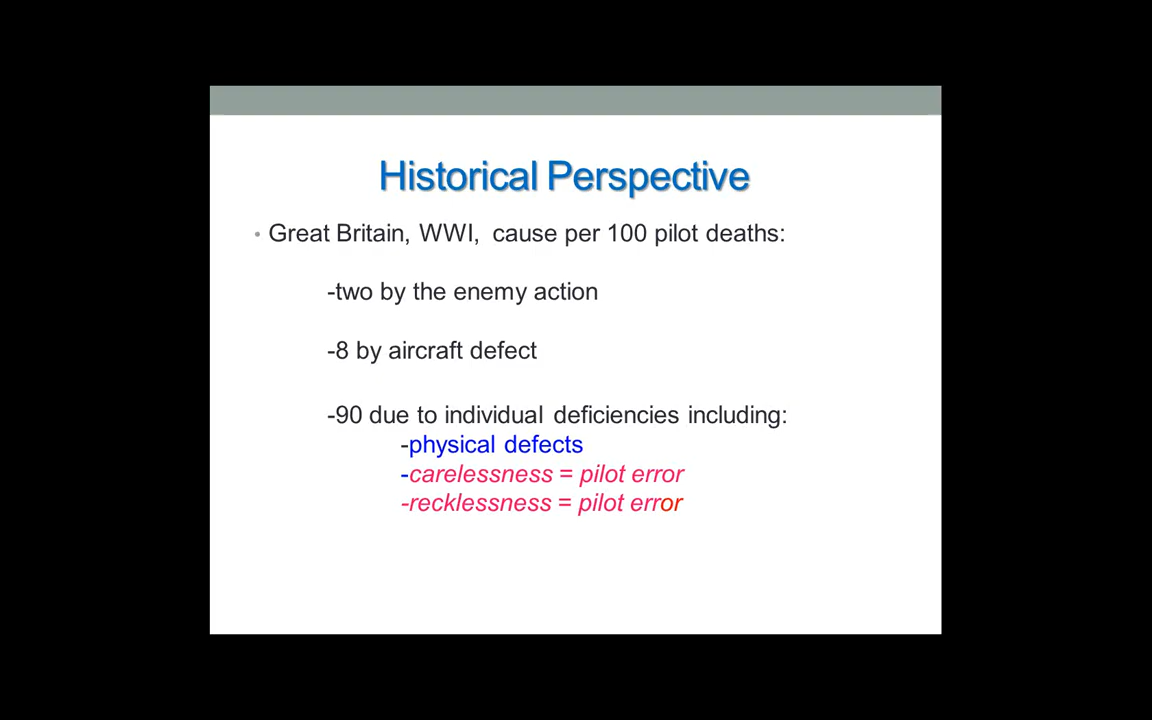 Historical Perspective
• Great Britain, WWI, cause per 100 pilot deaths:
-two by the enemy action
-8 by aircraft defect
-90 due to individual deficiencies including:
-physical defects
-carelessness = pilot error
-recklessness = pilot error